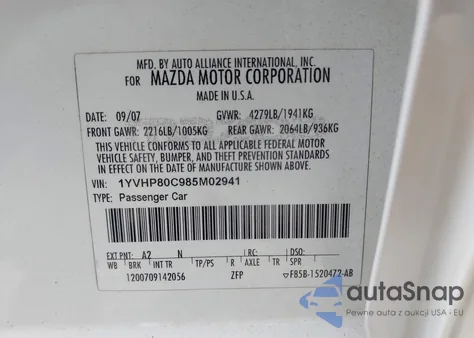 MFD. BY AUTO ALLIANCE INTERNATIONAL, INC.
FOR MAZDA MOTOR CORPORATION
MADE IN U.S.A.
DATE: 09/07 GVWR: 4279LB/1941KG
FRONT GAWR: 2216LB/1005KG REAR GAWR: 2064LB/936KG
THIS VEHICLE CONFORMS TO ALL APPLICABLE FEDERAL MOTOR
VEHICLE SAFETY, BUMPER, AND THEFT PREVENTION STANDARDS
IN EFFECT ON THE DATE OF MANUFACTURE SHOWN ABOVE.
VIN: 1YVHP80C985M02941
TYPE: Passenger Car
EXT PNT: A2 N RC: DSO:
WB BRK INT TR TP/PS R AXLE TR SPR
1200709142056 ZFP ▽F85B-1520472-AB
autoSnap
Pewne auta z aukcji USA - EU